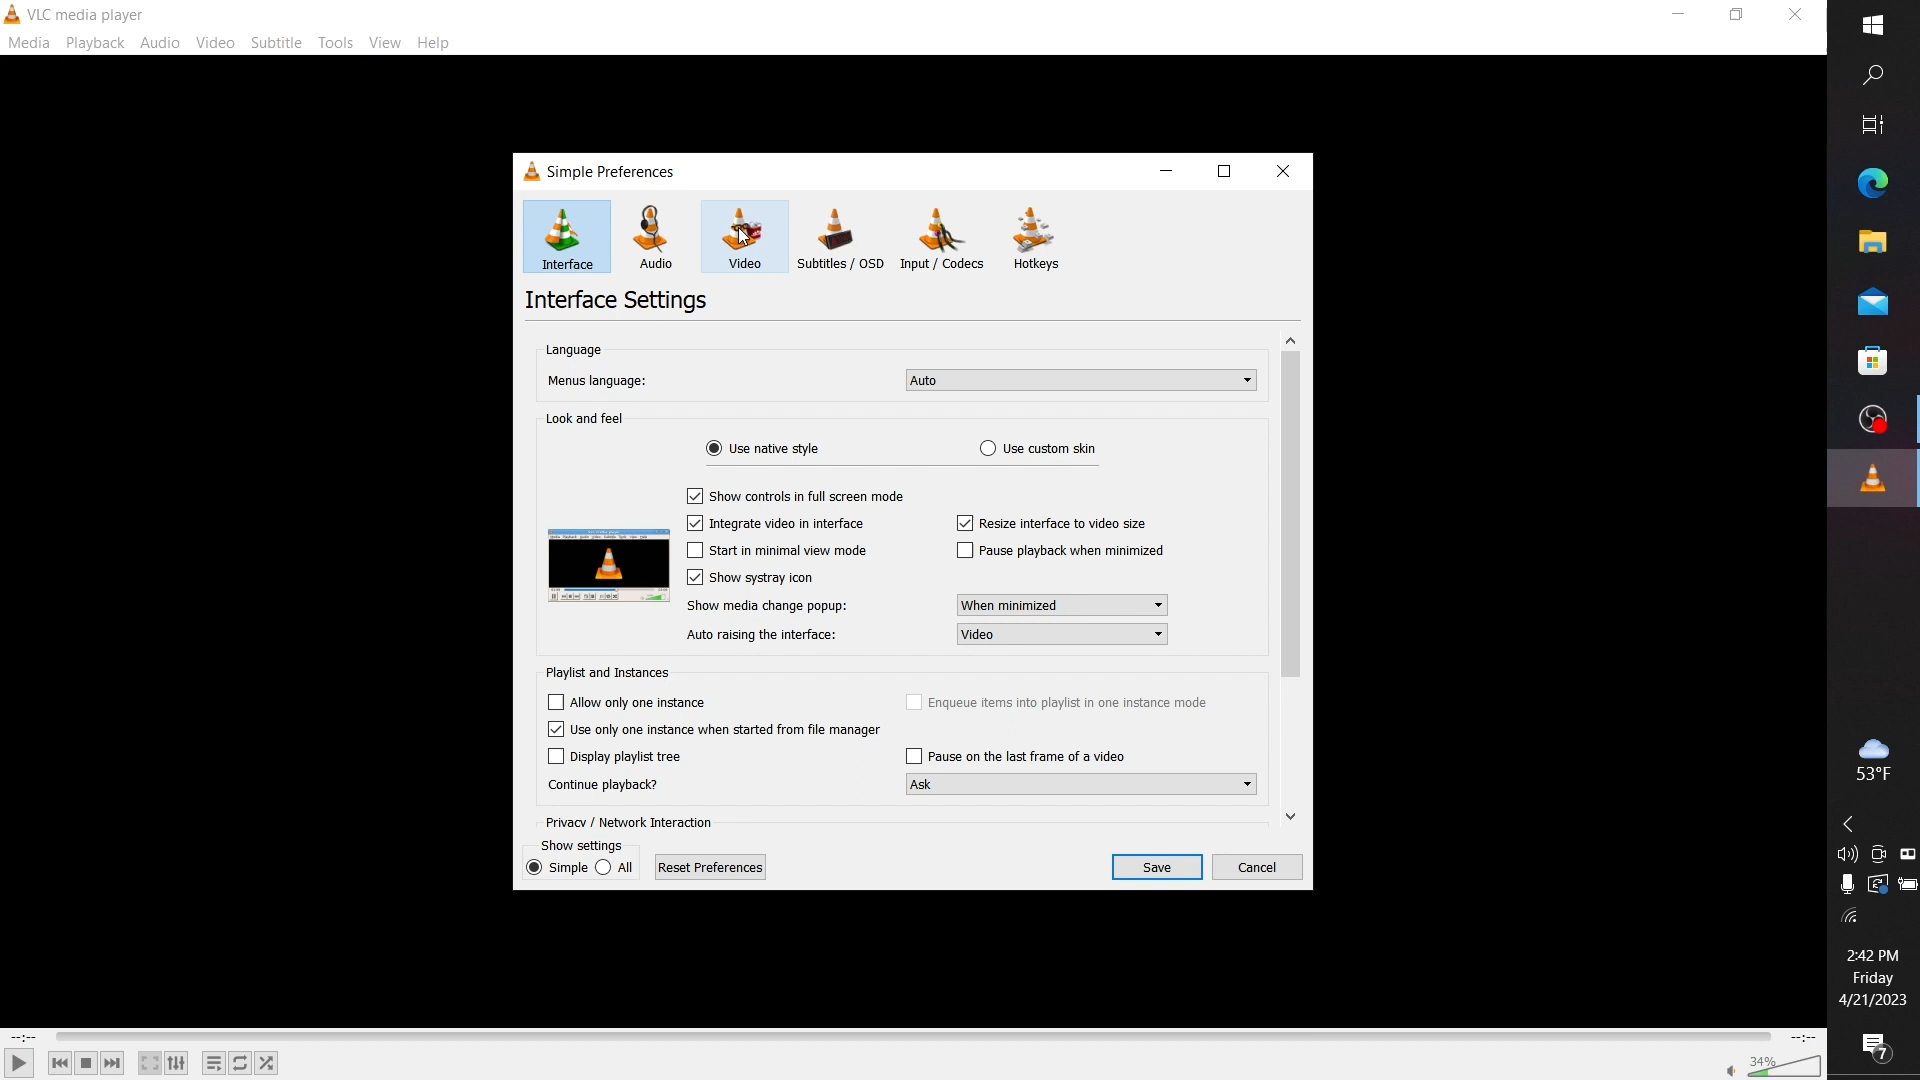 VLC media player
Media Playback Audio Video Subtitle Tools View Help
Simple Preferences
Interface Audio Video Subtitles / OSD Input / Codecs Hotkeys
Interface Settings
Language
Menus language: Auto
Look and feel
Use native style Use custom skin
Show controls in full screen mode
Integrate video in interface Resize interface to video size
Start in minimal view mode Pause playback when minimized
Show systray icon
Show media change popup: When minimized
Auto raising the interface: Video
Playlist and Instances
Allow only one instance Enqueue items into playlist in one instance mode
Use only one instance when started from file manager
Display playlist tree Pause on the last frame of a video
Continue playback? Ask
Privacy / Network Interaction
Show settings
Simple All Reset Preferences Save Cancel
--:-- --:--
34%
53°F
2:42 PM
Friday
4/21/2023
7